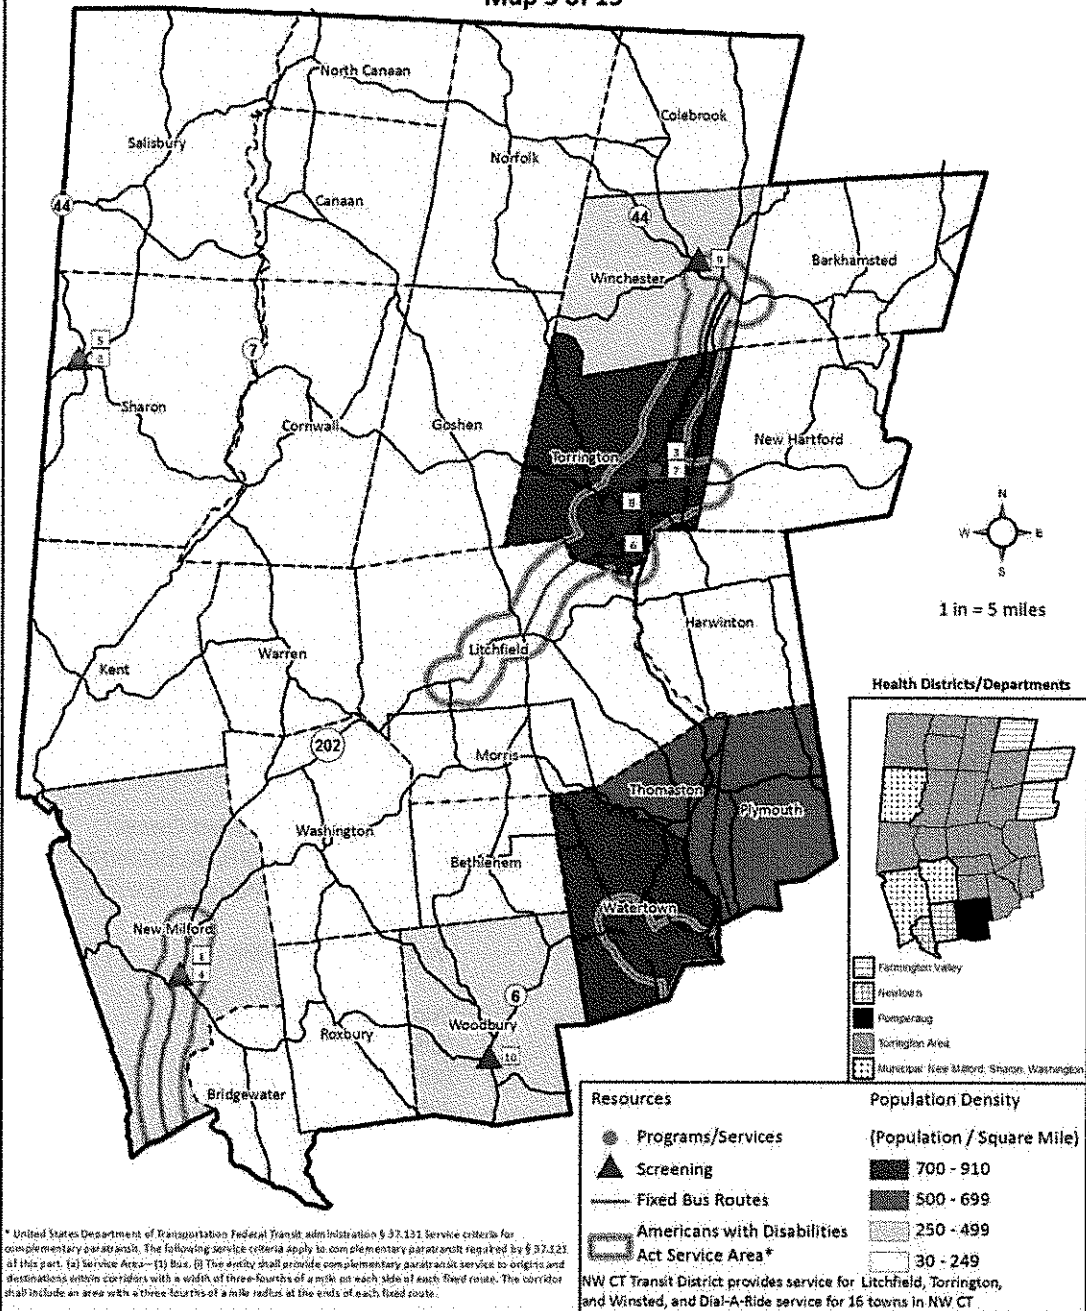 Map 5 of 15
North Canaan
Colebrook
Salisbury
Norfolk
44
Canaan
44
9
Winchester
Barkhamsted
5
2
7
Sharon
Cornwall
Goshen
Torrington
3
7
New Hartford
8
6
N
W E
S
1 in = 5 miles
Harwinton
Litchfield
Warren
Kent
Health Districts/Departments
202
Morris
Thomaston
Plymouth
Washington
Bethlehem
Watertown
New Milford
1
4
6
Woodbury
10
Roxbury
Bridgewater
Farmington Valley
Newtown
Pomperaug
Torrington Area
Municipal: New Milford, Sharon, Washington
Resources
Programs/Services
Screening
Fixed Bus Routes
Americans with Disabilities
Act Service Area*
Population Density
(Population / Square Mile)
700 - 910
500 - 699
250 - 499
30 - 249
NW CT Transit District provides service for Litchfield, Torrington,
and Winsted, and Dial-A-Ride service for 16 towns in NW CT
* United States Department of Transportation Federal Transit administration § 37.131 Service criteria for
complementary paratransit. The following service criteria apply to complementary paratransit required by § 37.121
of this part. (a) Service Area—(1) Bus. (i) The entity shall provide complementary paratransit service to origins and
destinations within corridors with a width of three-fourths of a mile on each side of each fixed route. The corridor
shall include an area with a three-fourths of a mile radius at the ends of each fixed route.